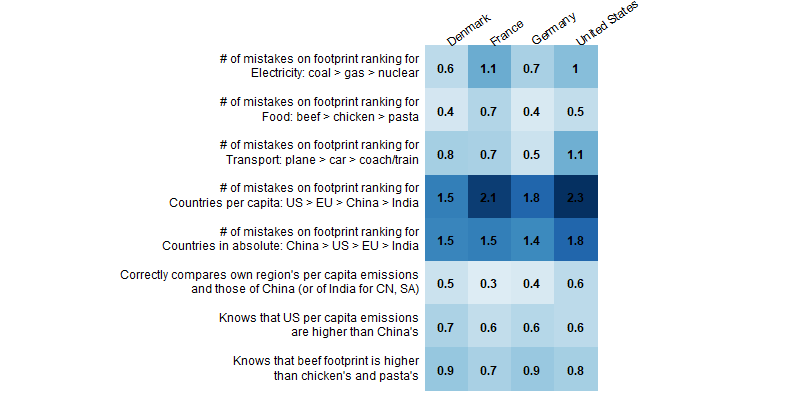 Denmark France Germany United States
# of mistakes on footprint ranking for
Electricity: coal > gas > nuclear
0.6 1.1 0.7 1
# of mistakes on footprint ranking for
Food: beef > chicken > pasta
0.4 0.7 0.4 0.5
# of mistakes on footprint ranking for
Transport: plane > car > coach/train
0.8 0.7 0.5 1.1
# of mistakes on footprint ranking for
Countries per capita: US > EU > China > India
1.5 2.1 1.8 2.3
# of mistakes on footprint ranking for
Countries in absolute: China > US > EU > India
1.5 1.5 1.4 1.8
Correctly compares own region's per capita emissions
and those of China (or of India for CN, SA)
0.5 0.3 0.4 0.6
Knows that US per capita emissions
are higher than China's
0.7 0.6 0.6 0.6
Knows that beef footprint is higher
than chicken's and pasta's
0.9 0.7 0.9 0.8